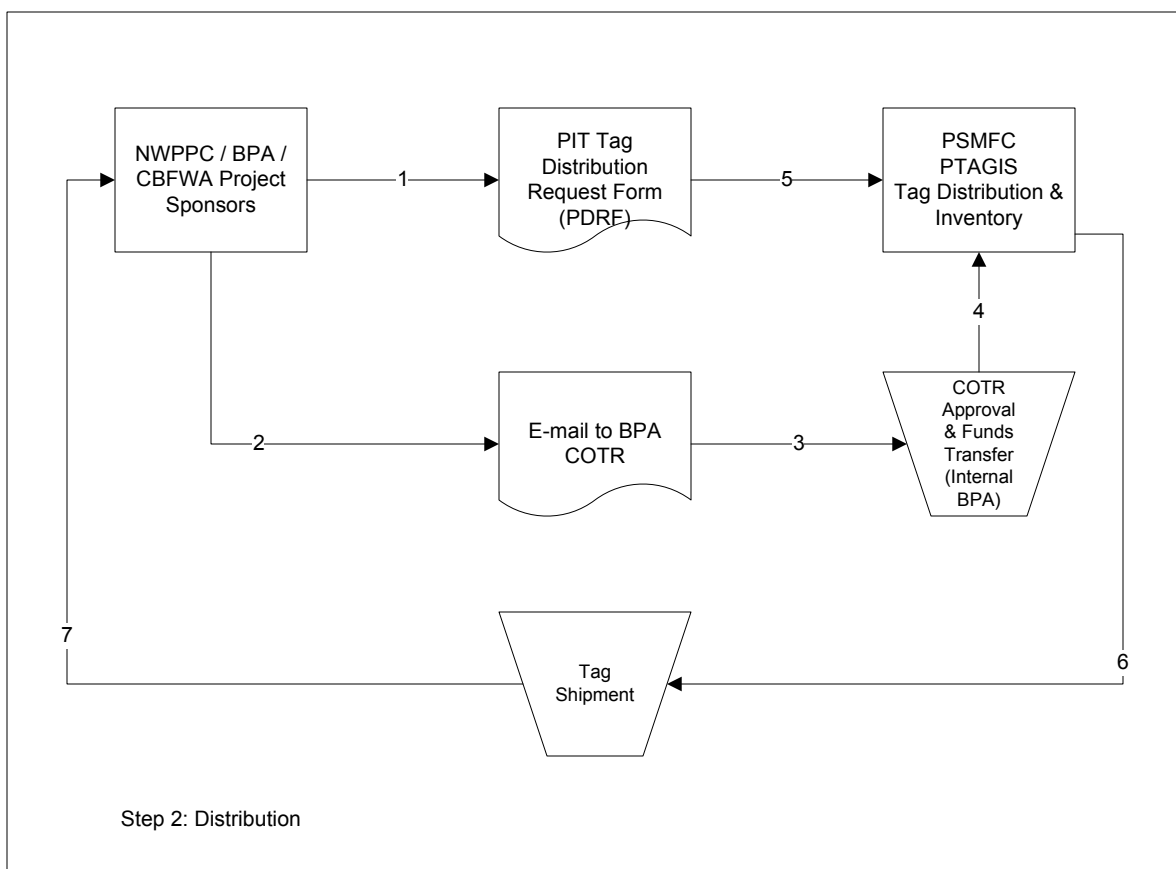 NWPPC / BPA /
CBFWA Project
Sponsors
1
PIT Tag
Distribution
Request Form
(PDRF)
5
PSMFC
PTAGIS
Tag Distribution &
Inventory
4
2
E-mail to BPA
COTR
3
COTR
Approval
& Funds
Transfer
(Internal
BPA)
7
Tag
Shipment
6
Step 2: Distribution